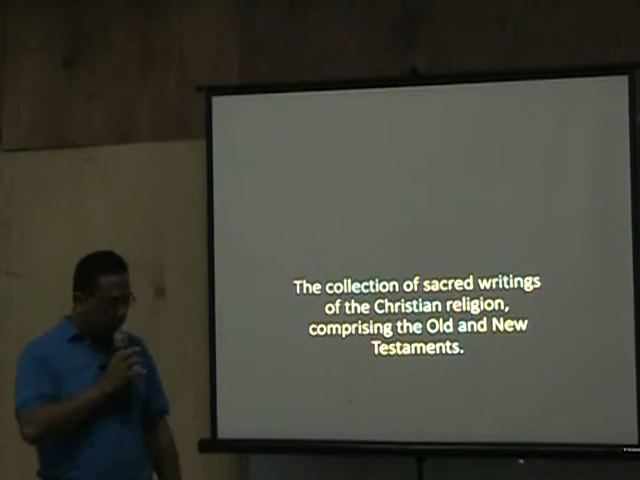 The collection of sacred writings
of the Christian religion,
comprising the Old and New
Testaments.